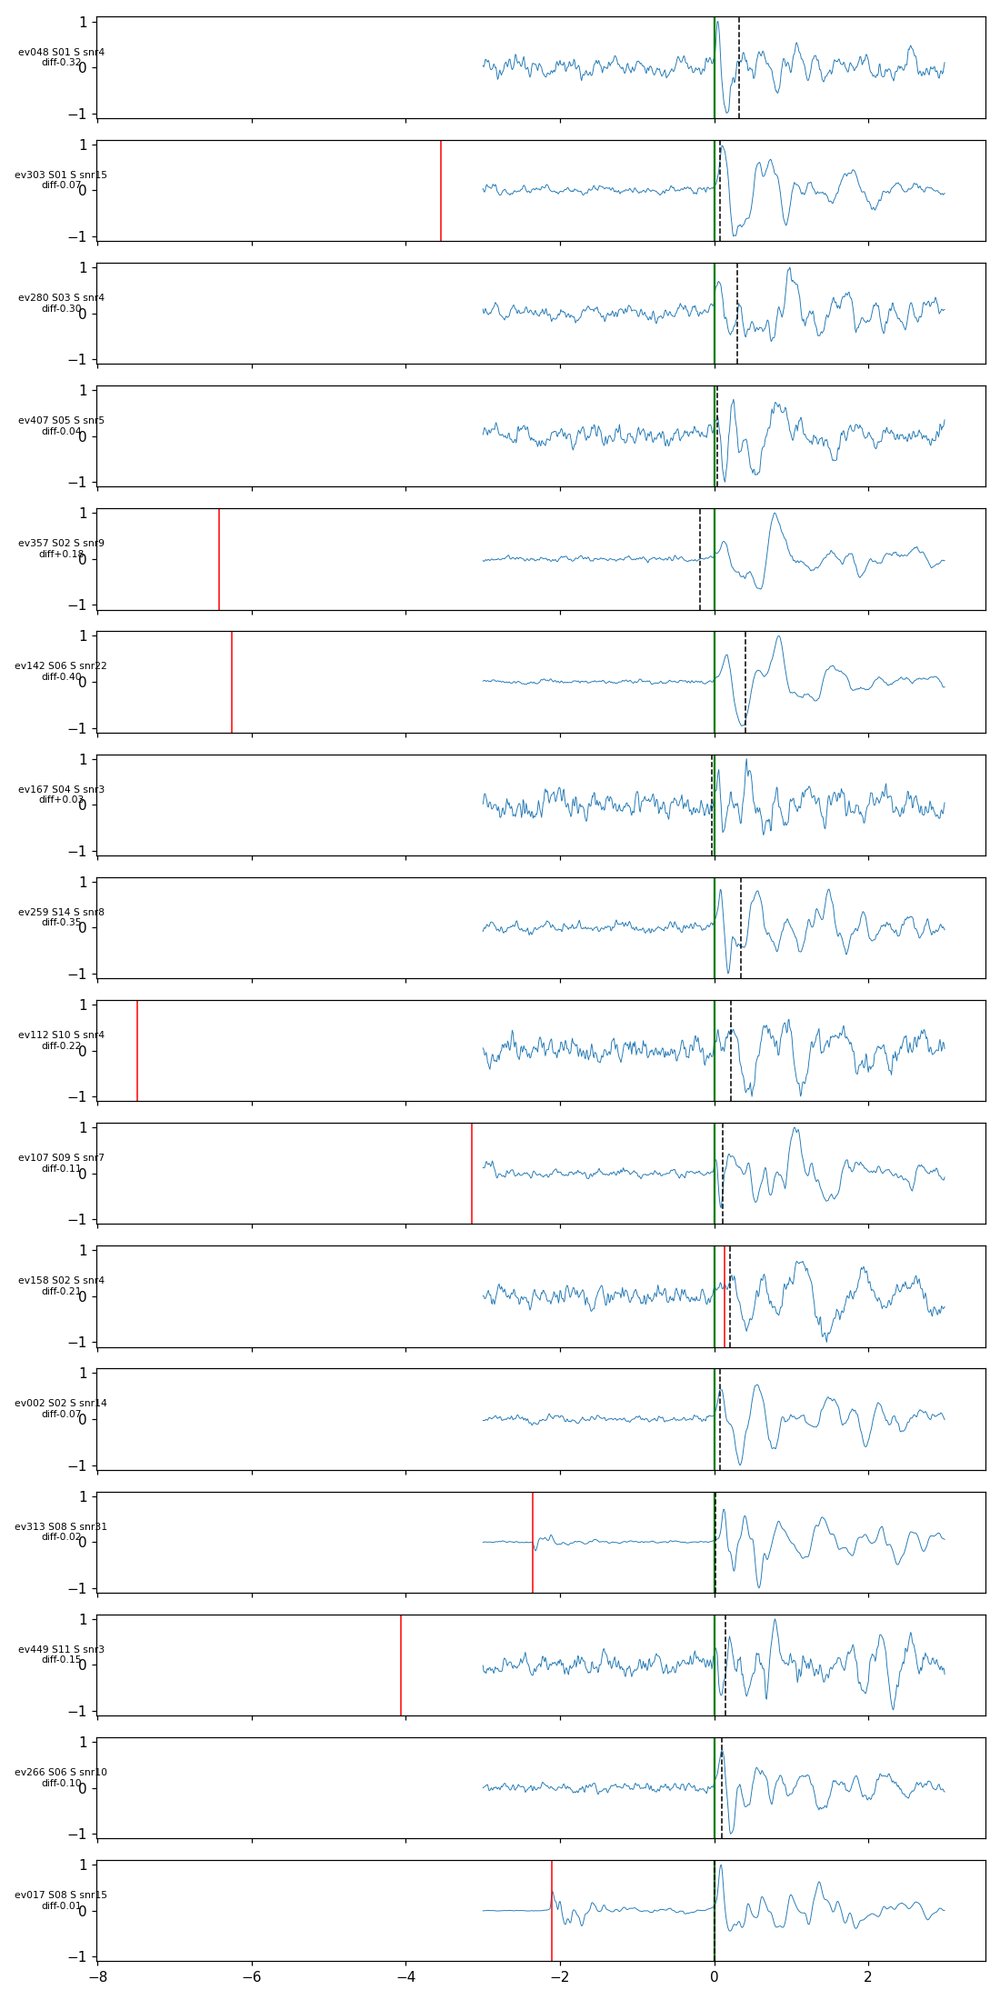 ev048 S01 S snr4
diff-0.32
1
0
−1
ev303 S01 S snr15
diff-0.07
1
0
−1
ev280 S03 S snr4
diff-0.30
1
0
−1
ev407 S05 S snr5
diff-0.04
1
0
−1
ev357 S02 S snr9
diff+0.18
1
0
−1
ev142 S06 S snr22
diff-0.40
1
0
−1
ev167 S04 S snr3
diff+0.03
1
0
−1
ev259 S14 S snr8
diff-0.35
1
0
−1
ev112 S10 S snr4
diff-0.22
1
0
−1
ev107 S09 S snr7
diff-0.11
1
0
−1
ev158 S02 S snr4
diff-0.21
1
0
−1
ev002 S02 S snr14
diff-0.07
1
0
−1
ev313 S08 S snr31
diff-0.02
1
0
−1
ev449 S11 S snr3
diff-0.15
1
0
−1
ev266 S06 S snr10
diff-0.10
1
0
−1
ev017 S08 S snr15
diff-0.01
1
0
−1
−8 −6 −4 −2 0 2